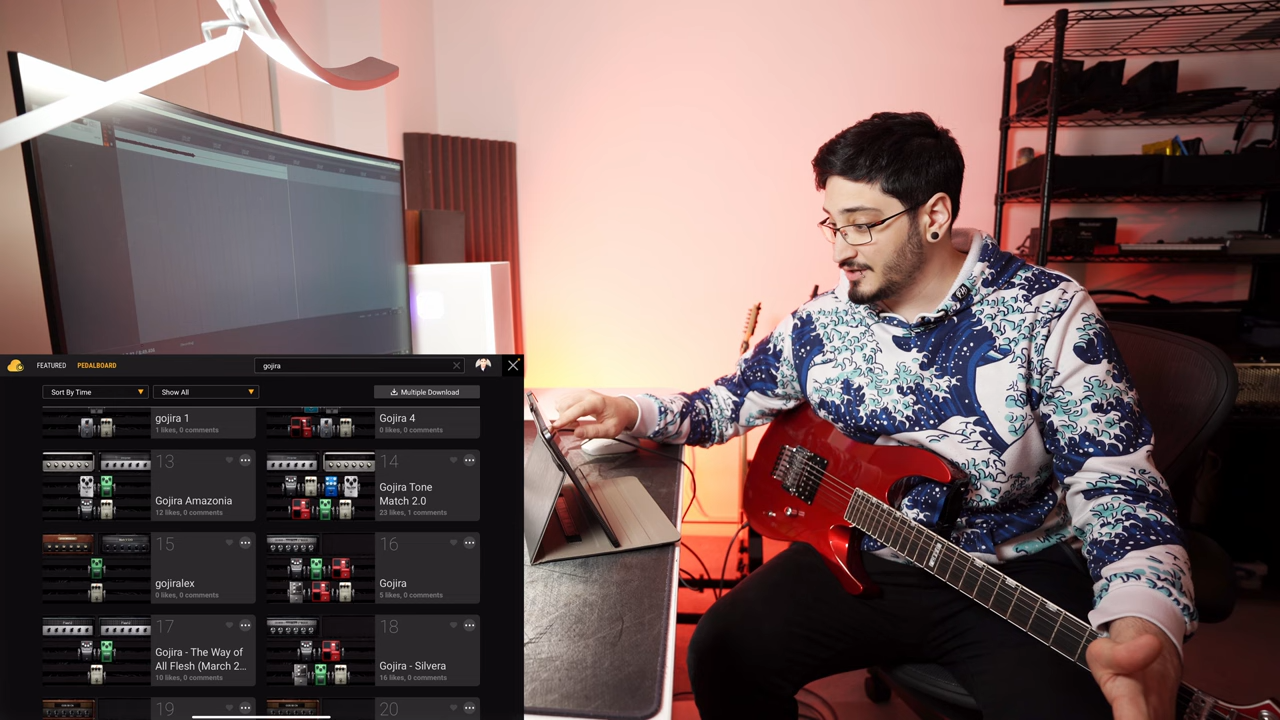 FEATURED
PEDALBOARD
gojira
Sort By Time
Show All
Multiple Download
gojira 1
1 likes, 0 comments
Gojira 4
0 likes, 0 comments
13
Gojira Amazonia
12 likes, 0 comments
14
Gojira Tone
Match 2.0
23 likes, 1 comments
15
gojiralex
0 likes, 0 comments
16
Gojira
5 likes, 0 comments
17
Gojira - The Way of
All Flesh (March 2...
10 likes, 0 comments
18
Gojira - Silvera
16 likes, 0 comments
19
20